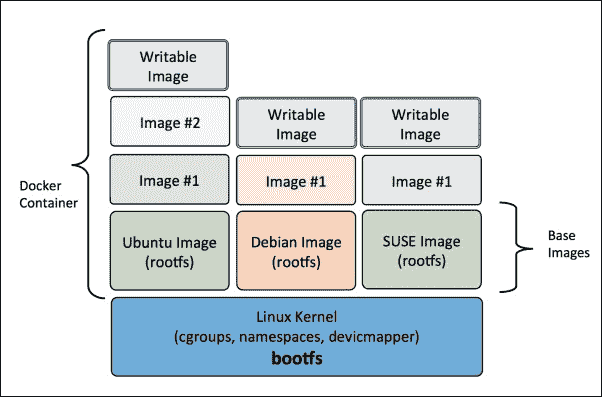 Writable
Image
Image #2
Writable
Image
Writable
Image
Docker
Container
Image #1
Image #1
Image #1
Ubuntu Image
(rootfs)
Debian Image
(rootfs)
SUSE Image
(rootfs)
Base
Images
Linux Kernel
(cgroups, namespaces, devicmapper)
bootfs